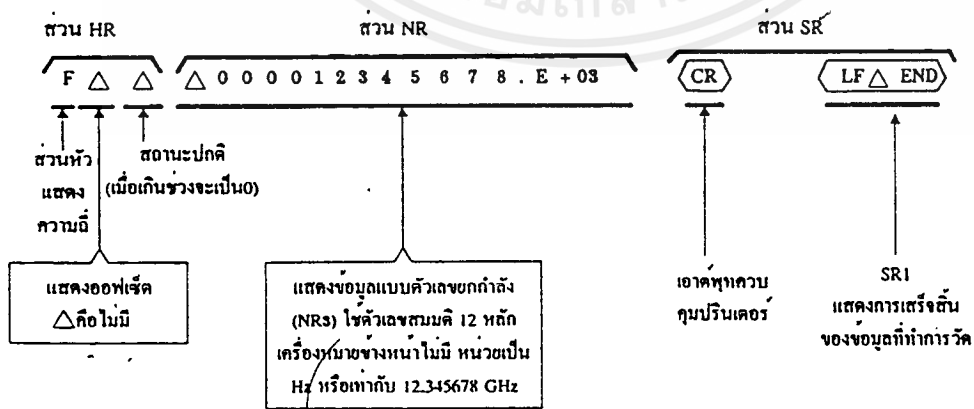 ส่วน HR ส่วน NR ส่วน SR
F △ △ △ 0 0 0 0 1 2 3 4 5 6 7 8 . E + 03 CR LF △ END
ส่วนหัว
แสดง
ความถี่
สถานะปกติ
(เมื่อเกินช่วงจะเป็น0)
แสดงออฟเซ็ต
△คือไม่มี
แสดงข้อมูลแบบตัวเลขยกกำลัง
(NR3) ใช้ตัวเลขสมมติ 12 หลัก
เครื่องหมายข้างหน้าไม่มี หน่วยเป็น
Hz หรือเท่ากับ 12.345678 GHz
เอาต์พุทควบ
คุมปรินเตอร์
SR1
แสดงการเสร็จสิ้น
ของข้อมูลที่ทำการวัด